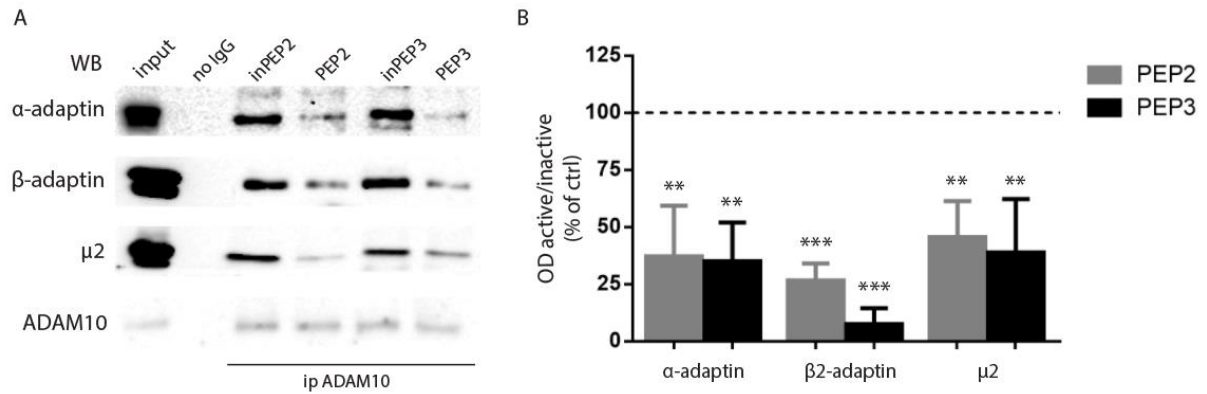 A
WB
input
no IgG
inPEP2
PEP2
inPEP3
PEP3
α-adaptin
β-adaptin
μ2
ADAM10
ip ADAM10
B
OD active/inactive
(% of ctrl)
125
100
75
50
25
0
**
**
***
***
**
**
α-adaptin
β2-adaptin
μ2
PEP2
PEP3